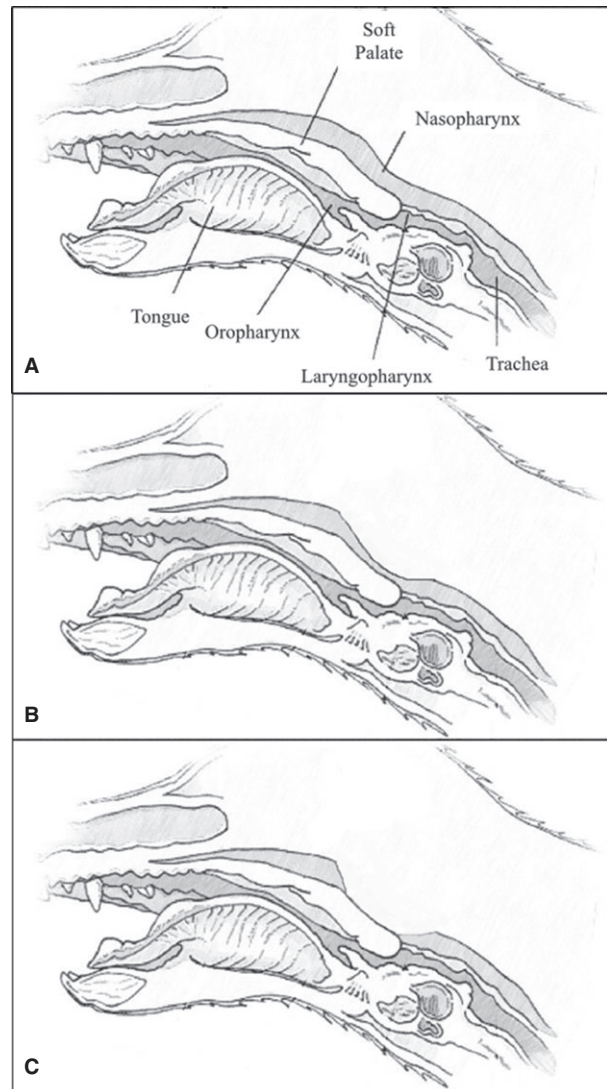 Soft
Palate
Nasopharynx
Tongue
Oropharynx
Laryngopharynx
Trachea
A
B
C